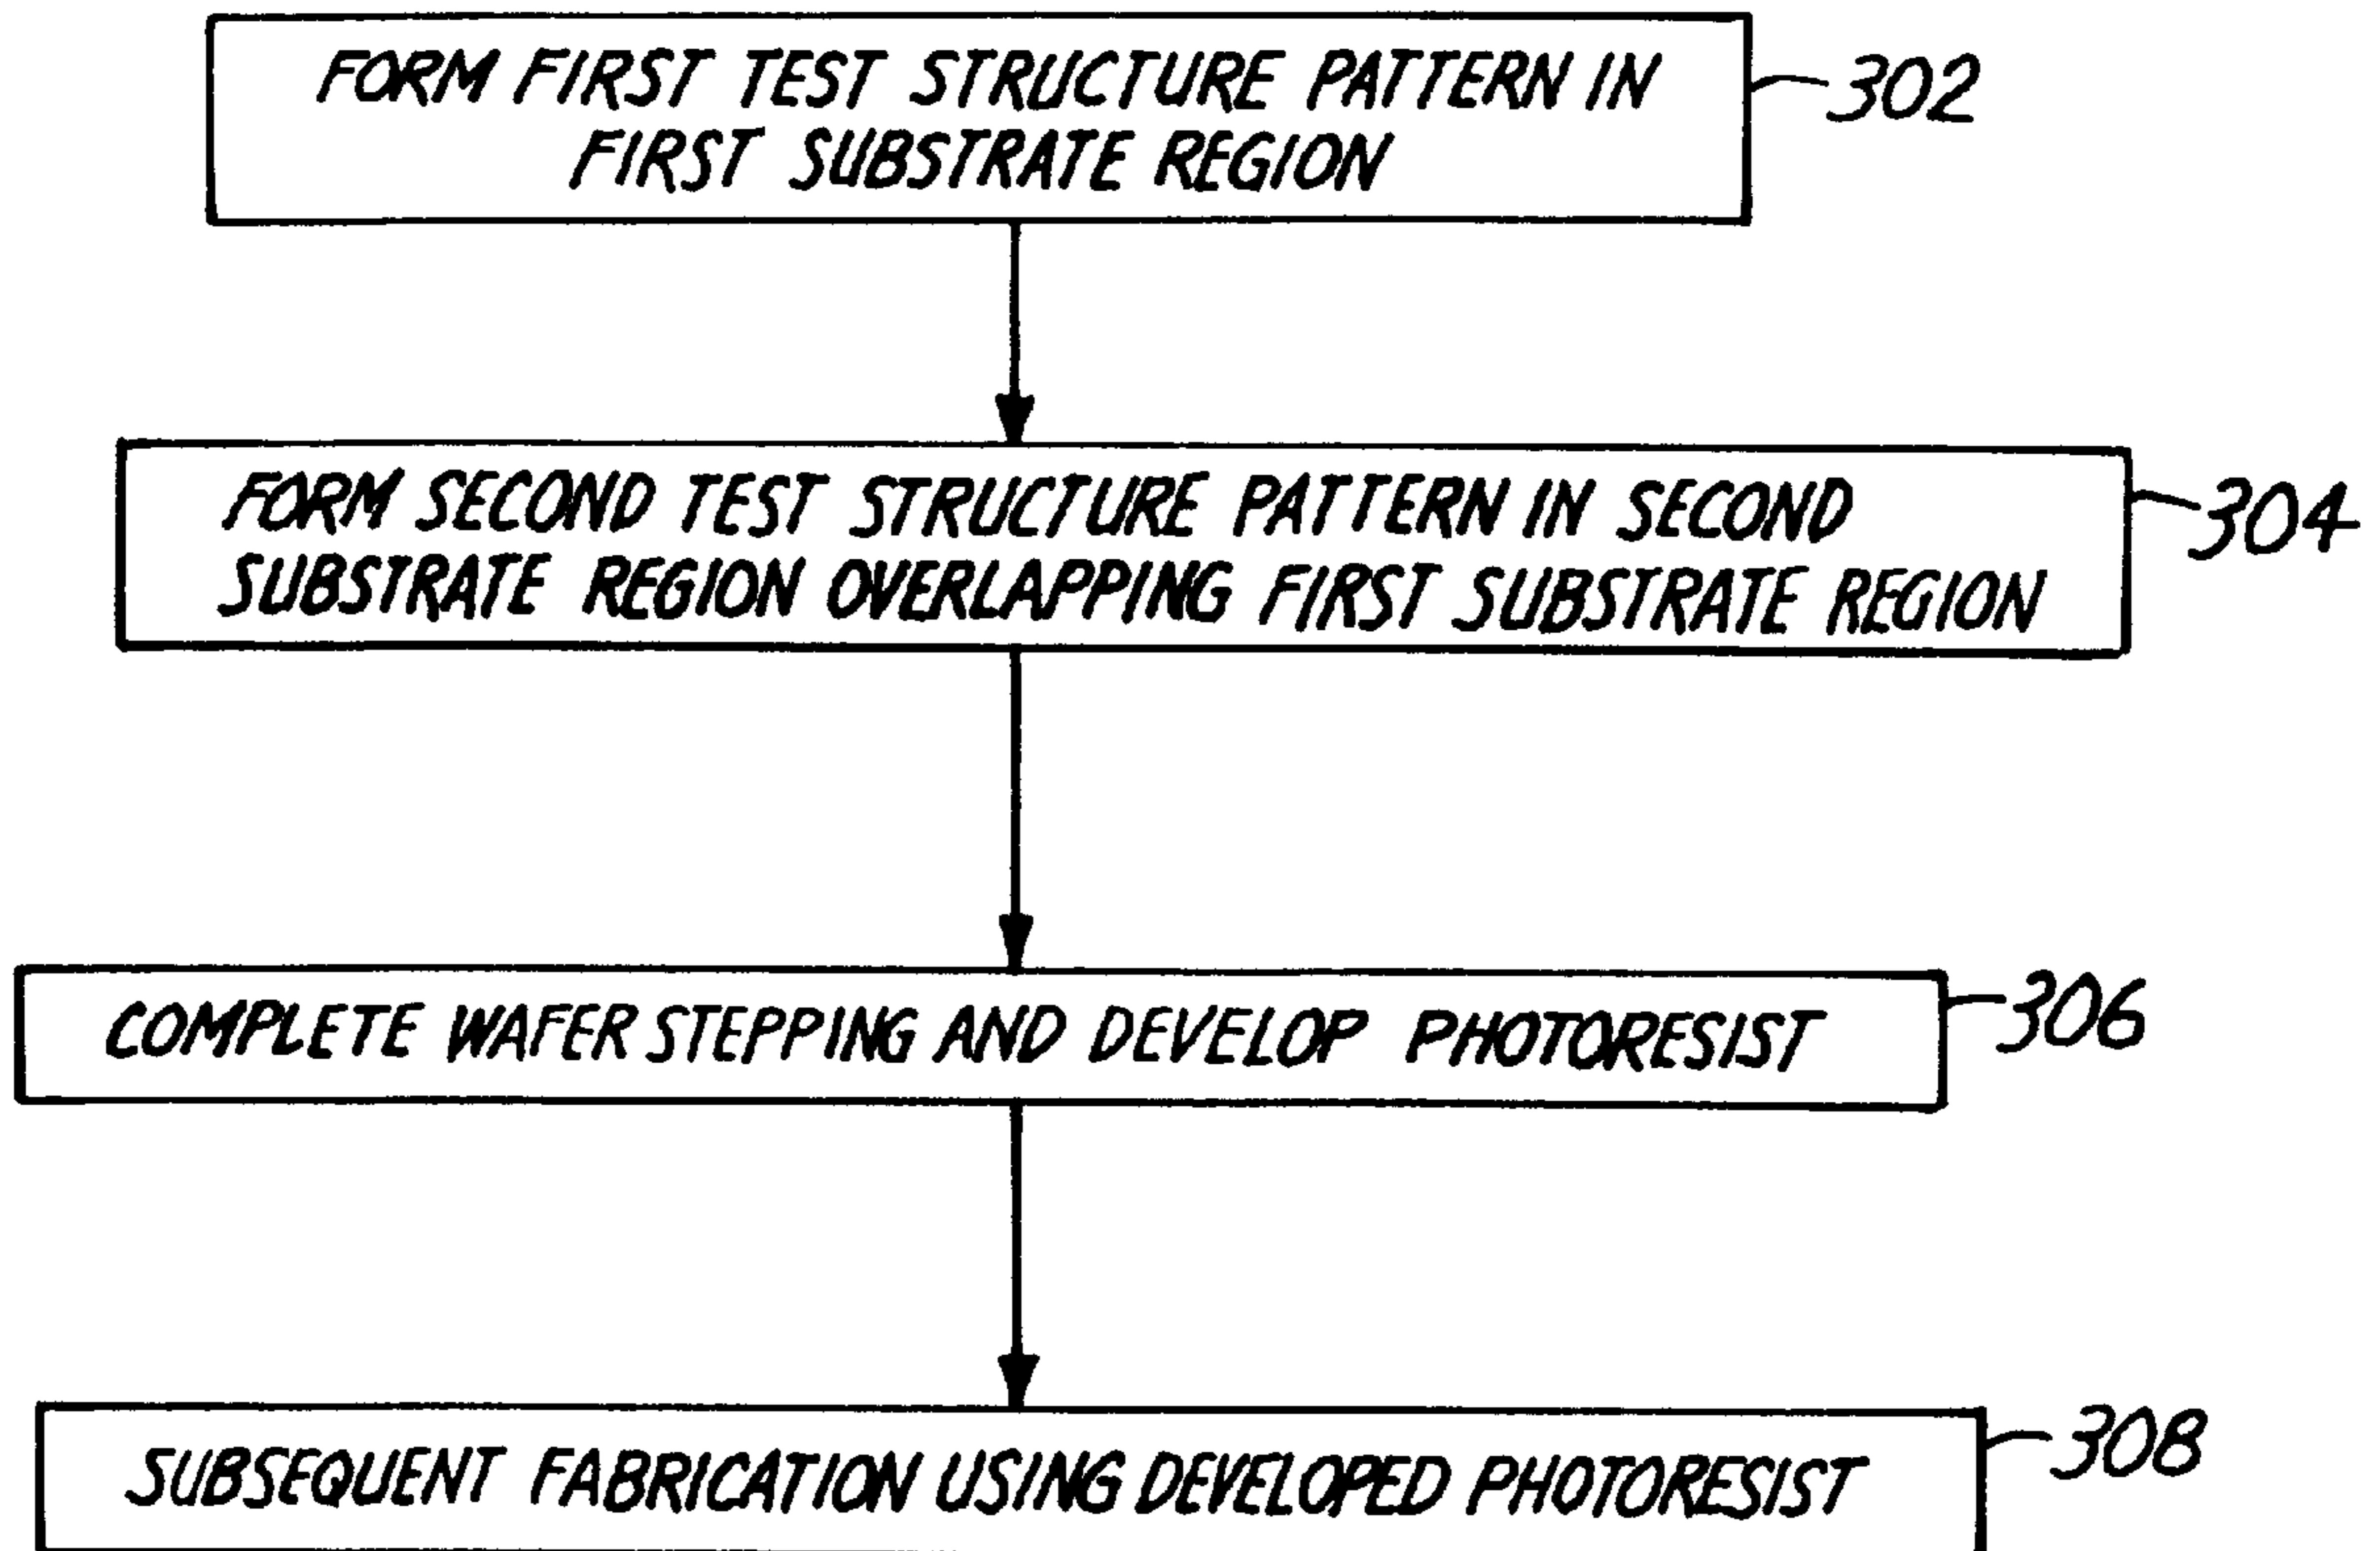 FORM FIRST TEST STRUCTURE PATTERN IN
FIRST SUBSTRATE REGION
302
FORM SECOND TEST STRUCTURE PATTERN IN SECOND
SUBSTRATE REGION OVERLAPPING FIRST SUBSTRATE REGION
304
COMPLETE WAFER STEPPING AND DEVELOP PHOTORESIST
306
SUBSEQUENT FABRICATION USING DEVELOPED PHOTORESIST
308